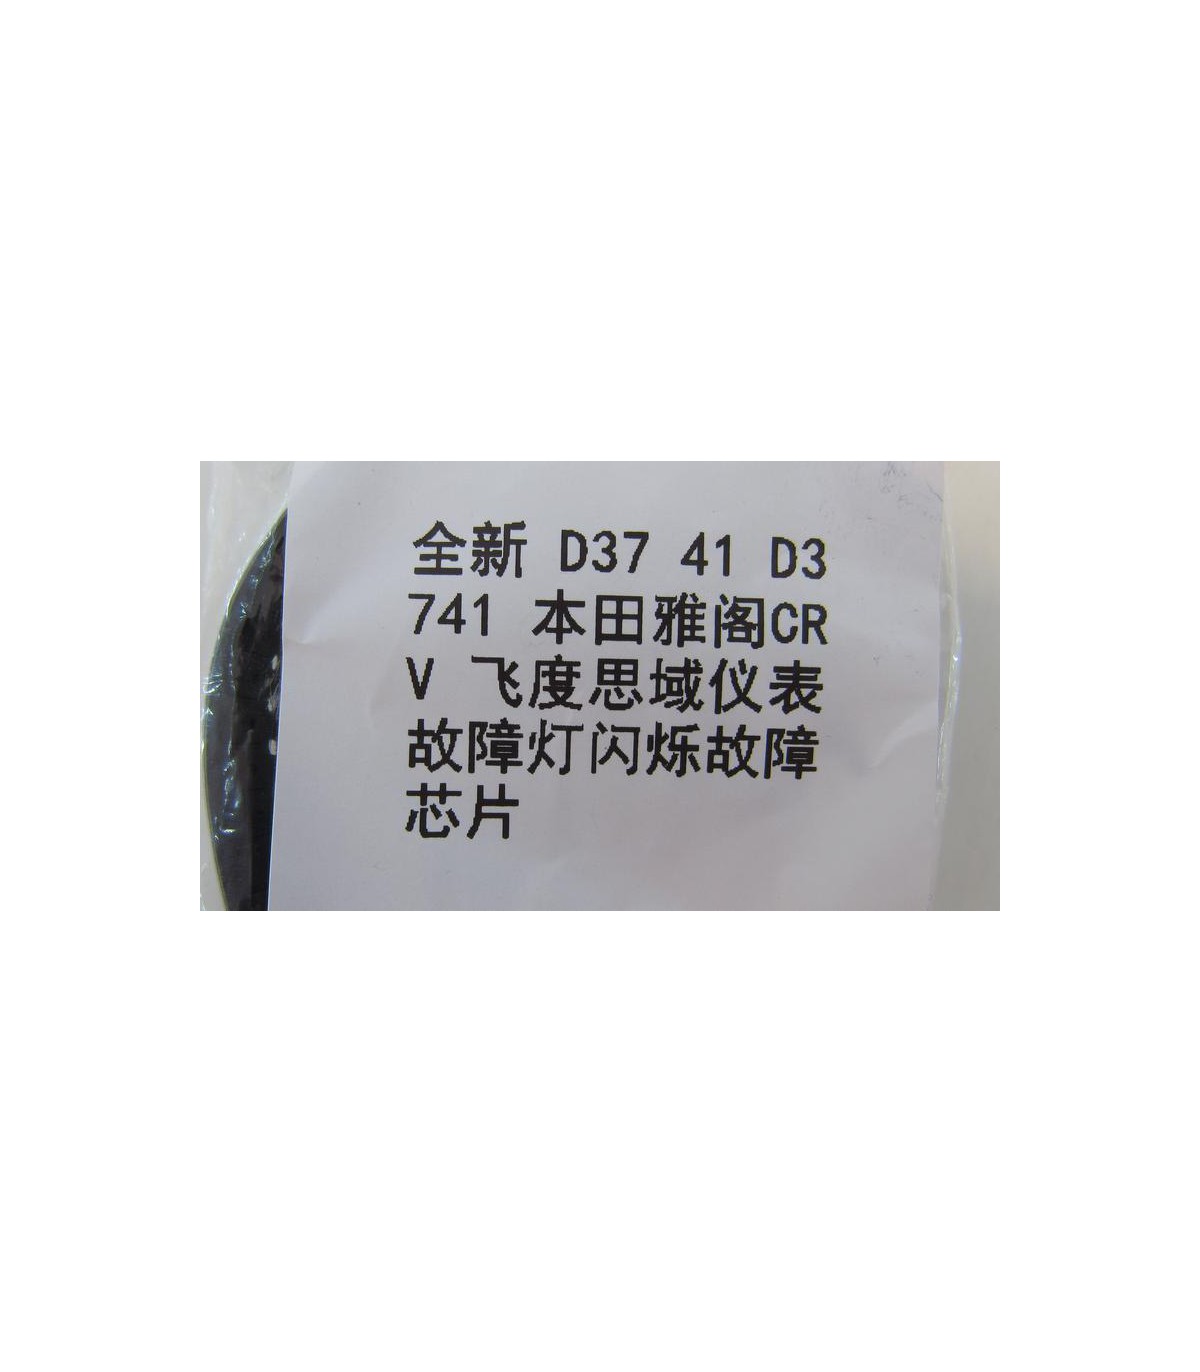 全新 D37 41 D3
741 本田雅阁CR
V 飞度思域仪表
故障灯闪烁故障
芯片